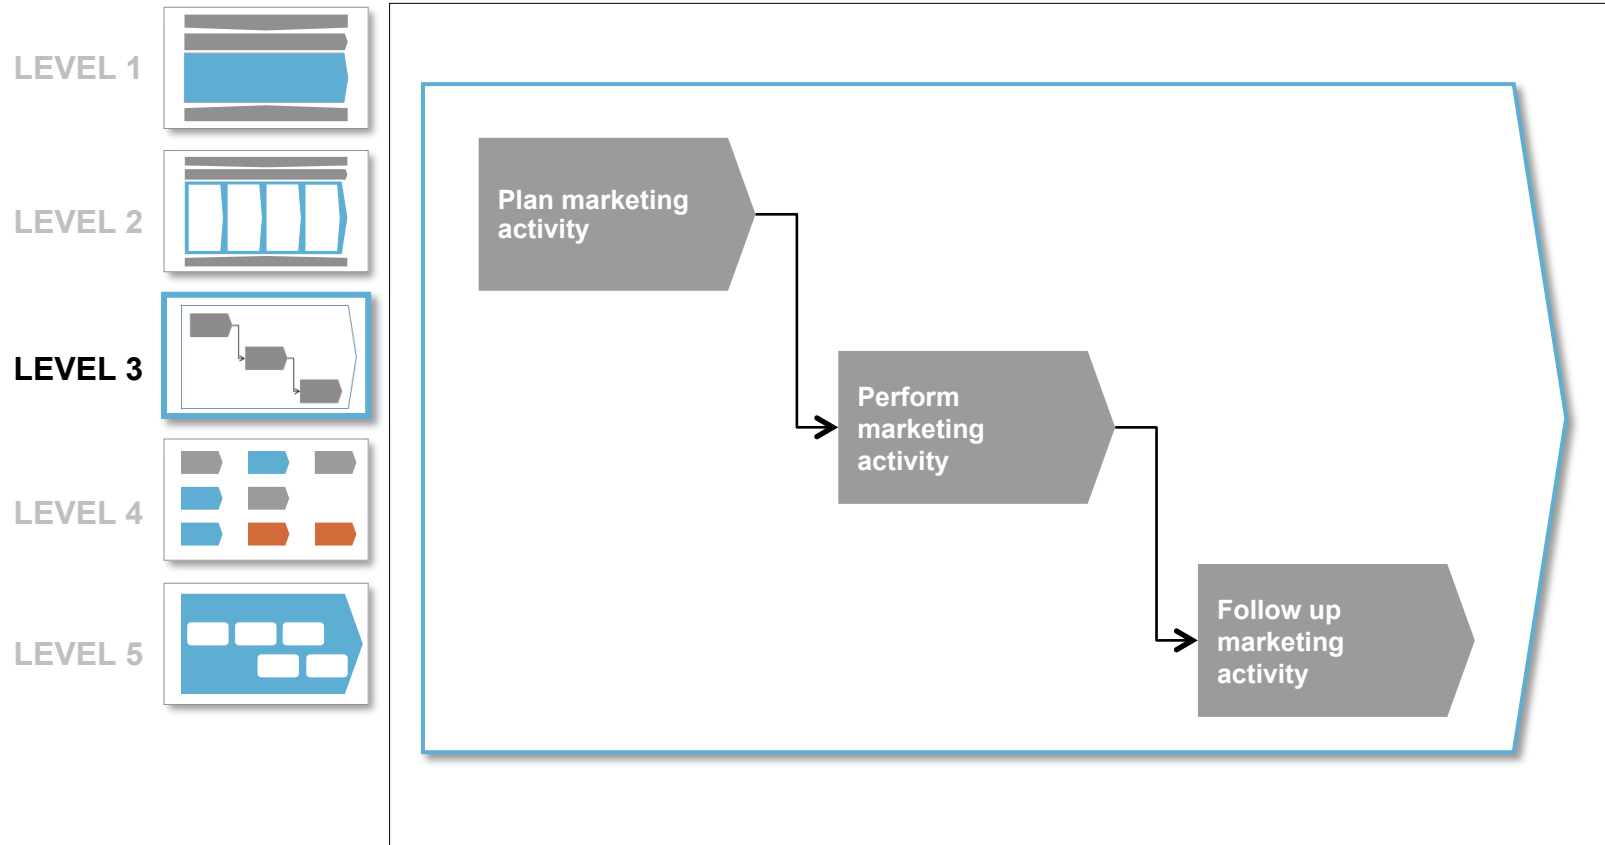 LEVEL 1
LEVEL 2
LEVEL 3
LEVEL 4
LEVEL 5
Plan marketing
activity
Perform
marketing
activity
Follow up
marketing
activity